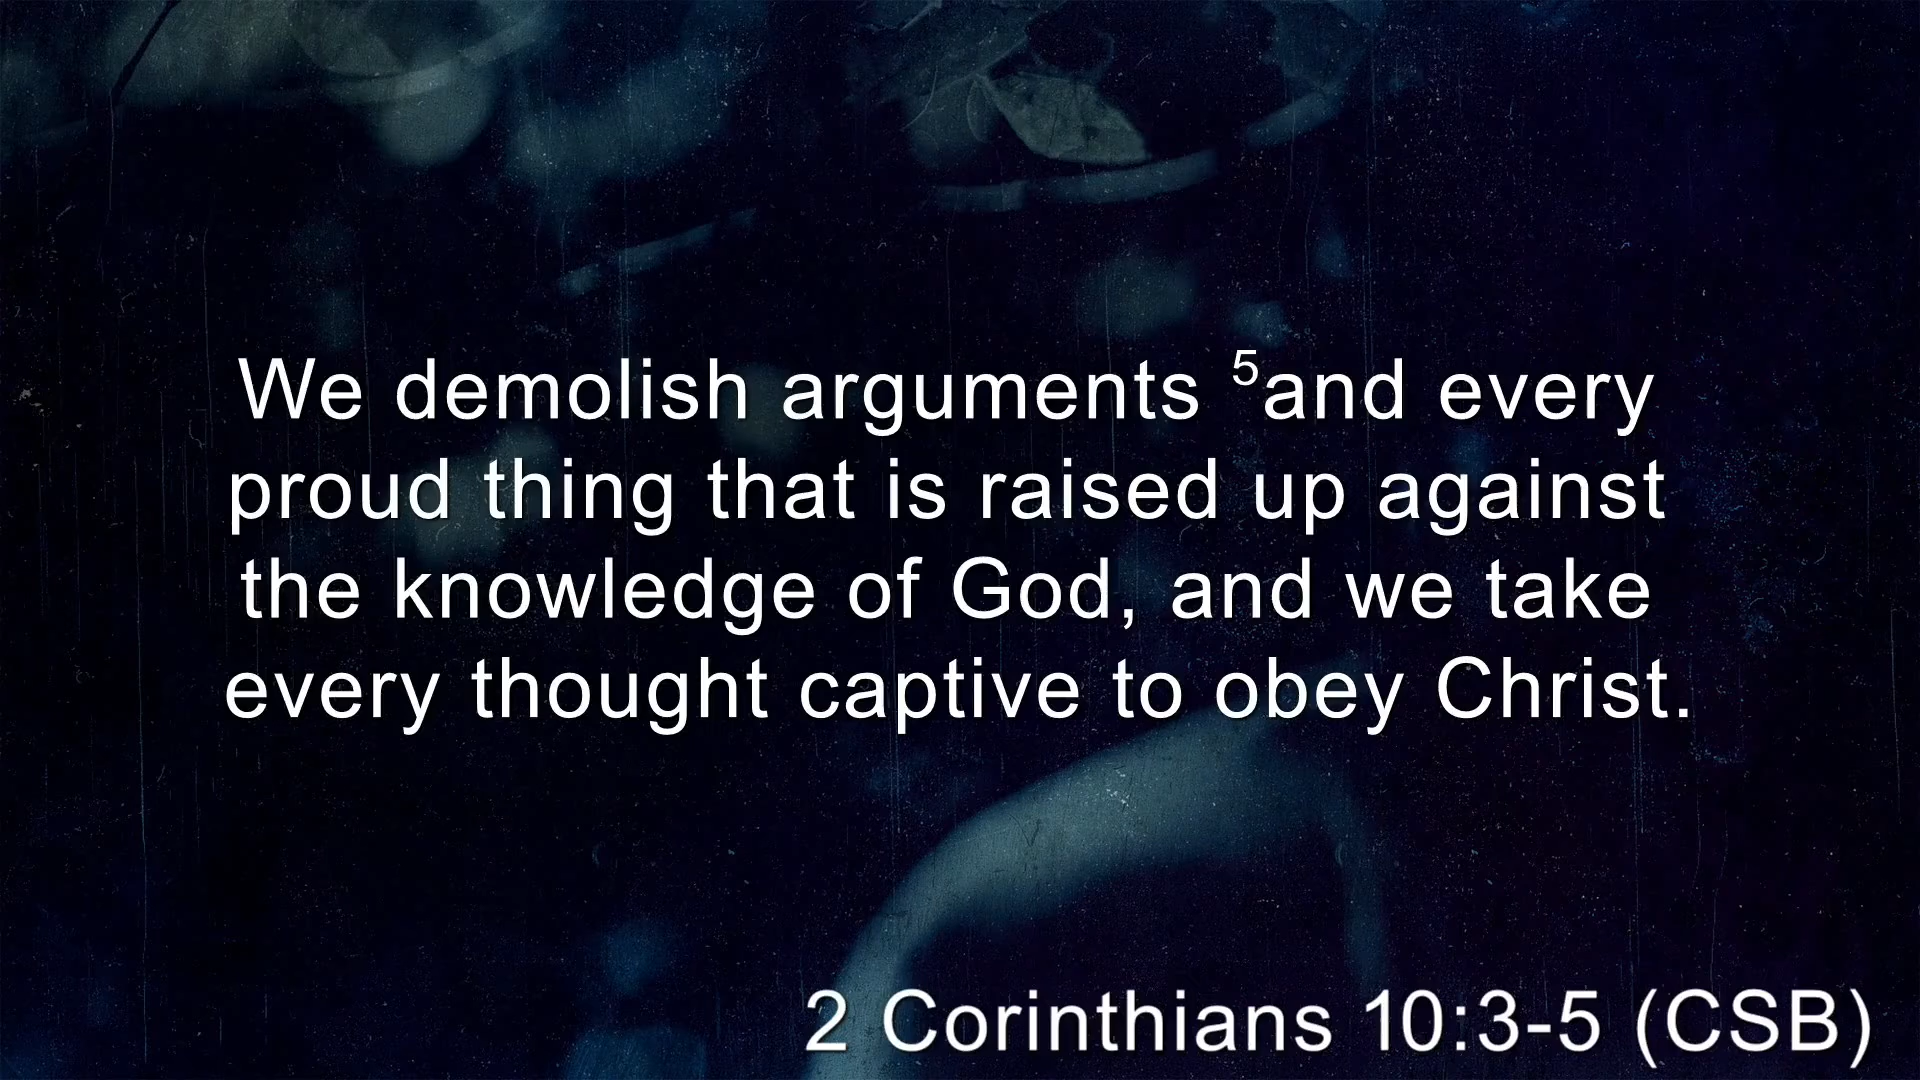 We demolish arguments ⁵and every
proud thing that is raised up against
the knowledge of God, and we take
every thought captive to obey Christ.
2 Corinthians 10:3-5 (CSB)